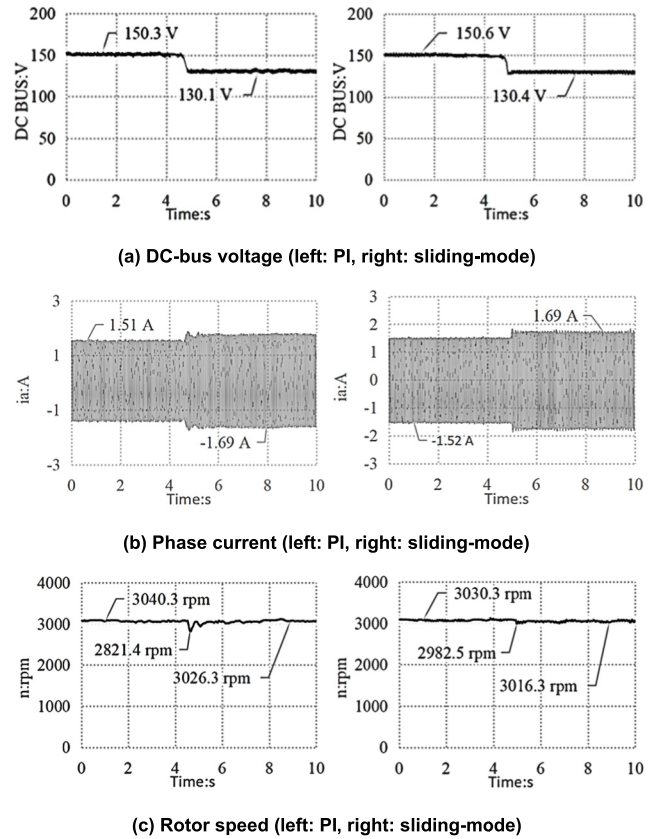 200
150
100
50
0
DC BUS:V
150.3 V
130.1 V
0 2 4 6 8 10
Time:s
200
150
100
50
0
DC BUS:V
150.6 V
130.4 V
0 2 4 6 8 10
Time:s
(a) DC-bus voltage (left: PI, right: sliding-mode)
3
1
-1
-3
ia:A
1.51 A
-1.69 A
0 2 4 6 8 10
Time:s
3
2
1
0
-1
-2
-3
ia:A
1.69 A
-1.52 A
0 2 4 6 8 10
Time:s
(b) Phase current (left: PI, right: sliding-mode)
4000
3000
2000
1000
0
n:rpm
3040.3 rpm
2821.4 rpm
3026.3 rpm
0 2 4 6 8 10
Time:s
4000
3000
2000
1000
0
n:rpm
3030.3 rpm
2982.5 rpm
3016.3 rpm
0 2 4 6 8 10
Time:s
(c) Rotor speed (left: PI, right: sliding-mode)